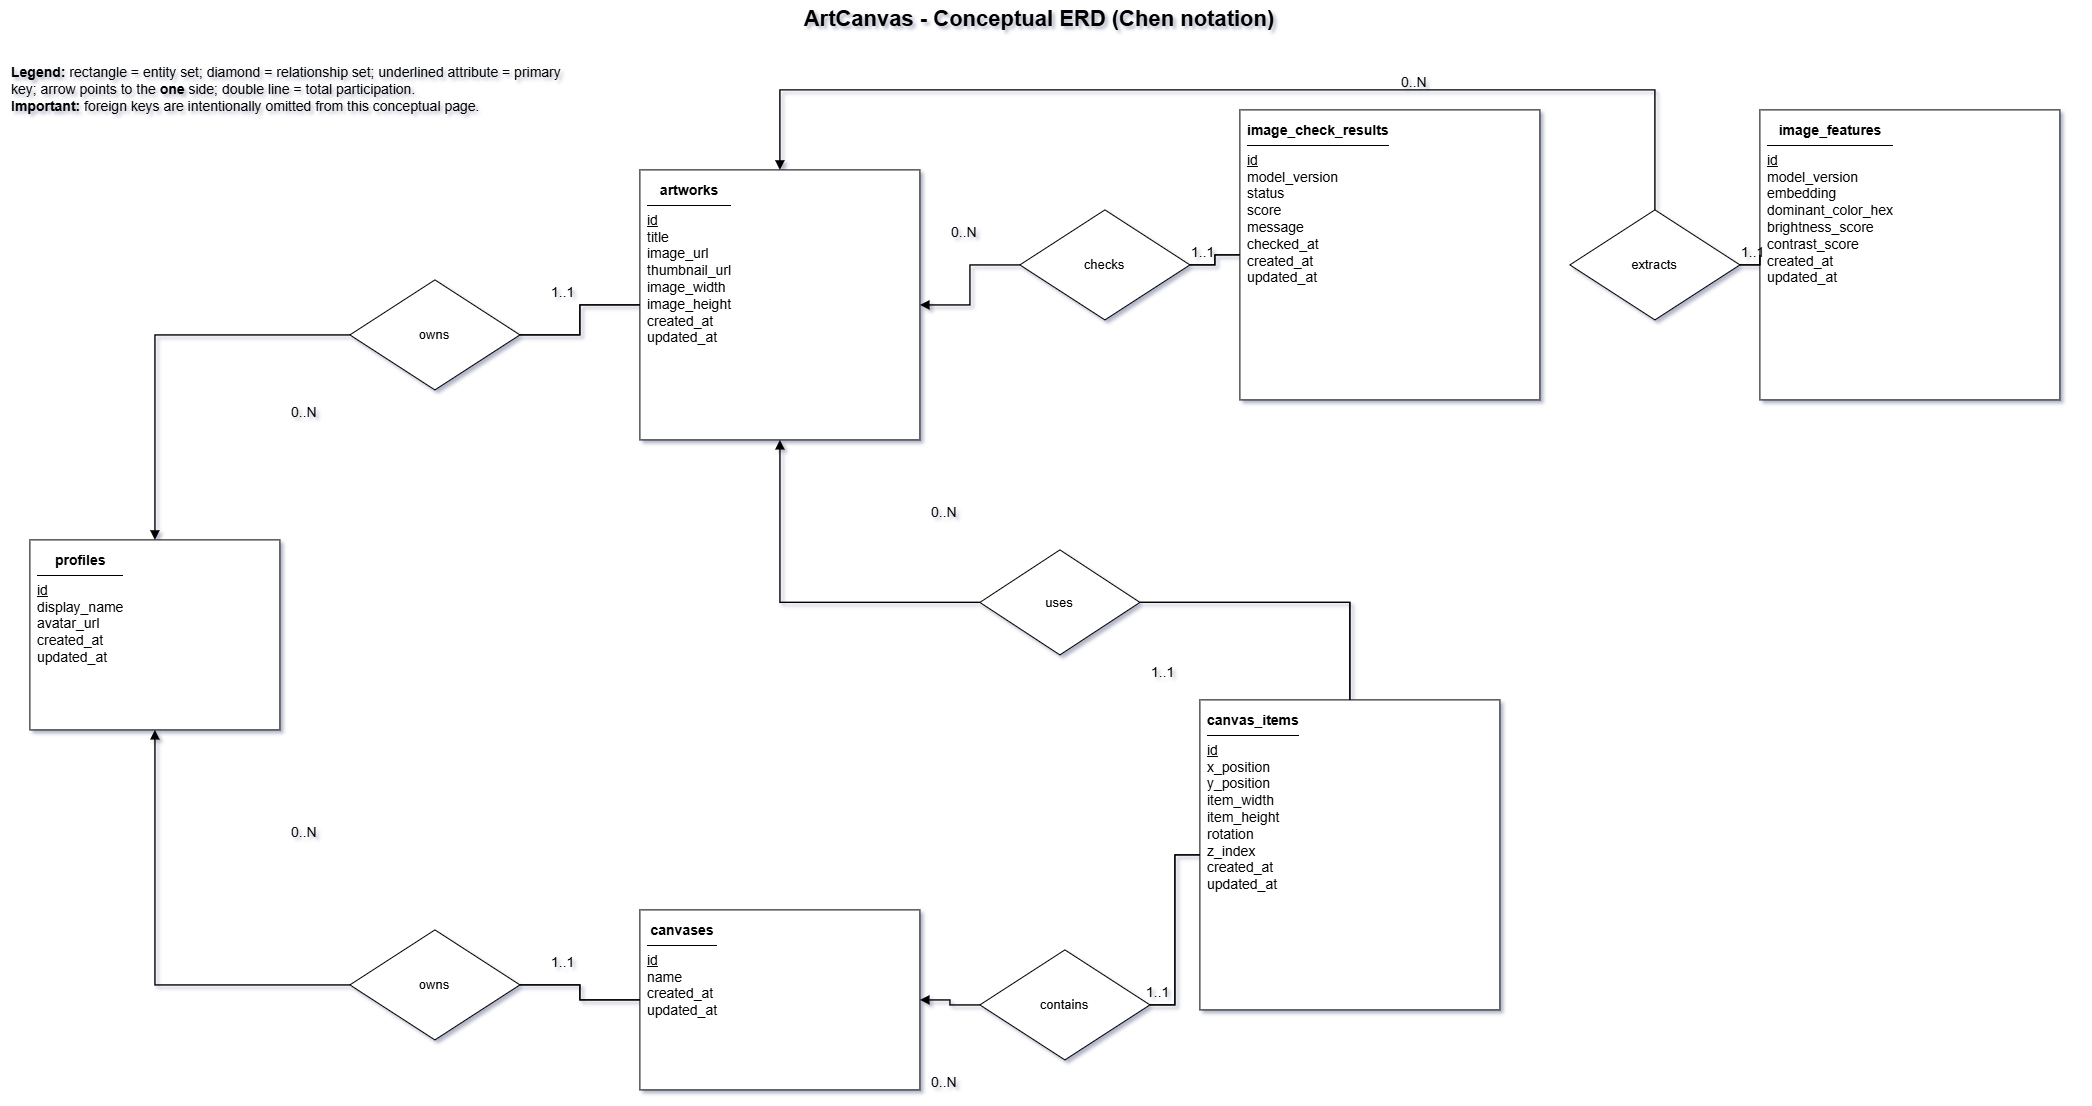 ArtCanvas - Conceptual ERD (Chen notation)
Legend: rectangle = entity set; diamond = relationship set; underlined attribute = primary
key; arrow points to the one side; double line = total participation.
Important: foreign keys are intentionally omitted from this conceptual page.
0..N
image_check_results
id
model_version
status
score
message
checked_at
created_at
updated_at
image_features
id
model_version
embedding
dominant_color_hex
brightness_score
contrast_score
created_at
updated_at
artworks
id
title
image_url
thumbnail_url
image_width
image_height
created_at
updated_at
0..N
checks
1..1
extracts
1..1
owns
1..1
0..N
profiles
id
display_name
avatar_url
created_at
updated_at
0..N
uses
1..1
canvas_items
id
x_position
y_position
item_width
item_height
rotation
z_index
created_at
updated_at
0..N
owns
1..1
canvases
id
name
created_at
updated_at
contains
1..1
0..N